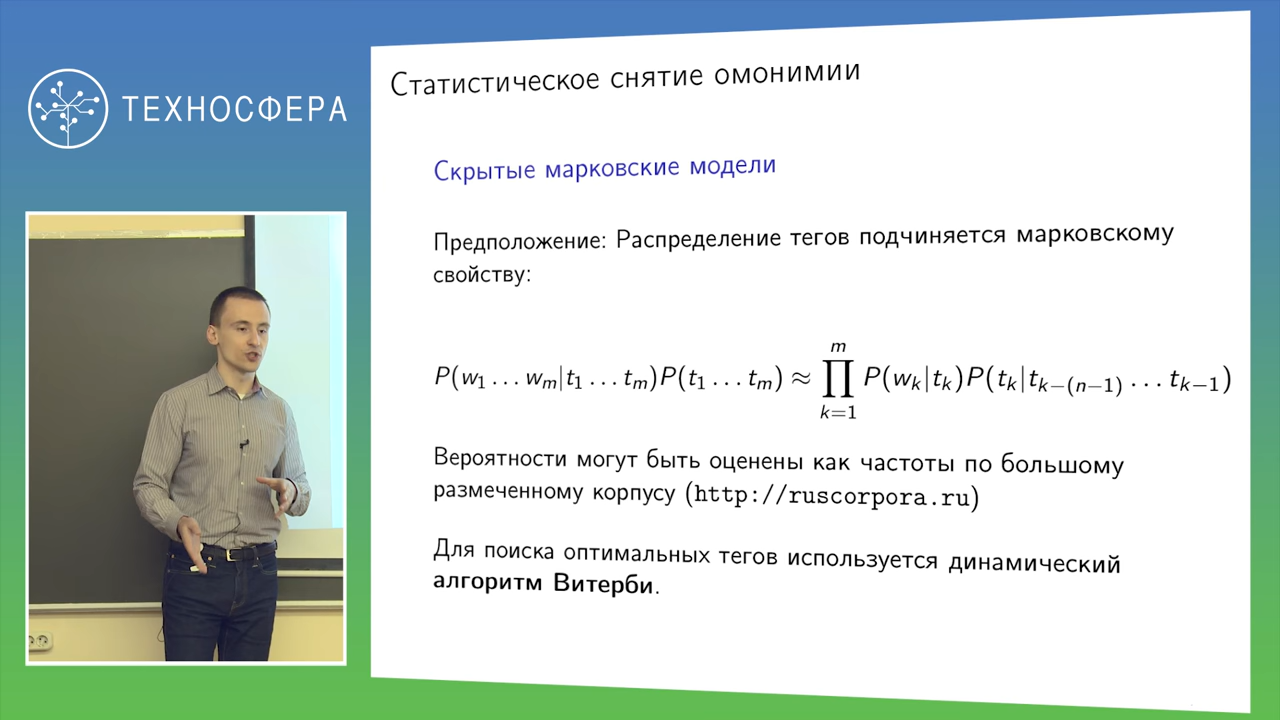 ТЕХНОСФЕРА
Статистическое снятие омонимии
Скрытые марковские модели
Предположение: Распределение тегов подчиняется марковскому
свойству:
P(w₁ … wₘ|t₁ … tₘ)P(t₁ … tₘ) ≈ ∏ₖ₌₁ᵐ P(wₖ|tₖ)P(tₖ|tₖ₋₍ₙ₋₁₎ … tₖ₋₁)
Вероятности могут быть оценены как частоты по большому
размеченному корпусу (http://ruscorpora.ru)
Для поиска оптимальных тегов используется динамический
алгоритм Витерби.